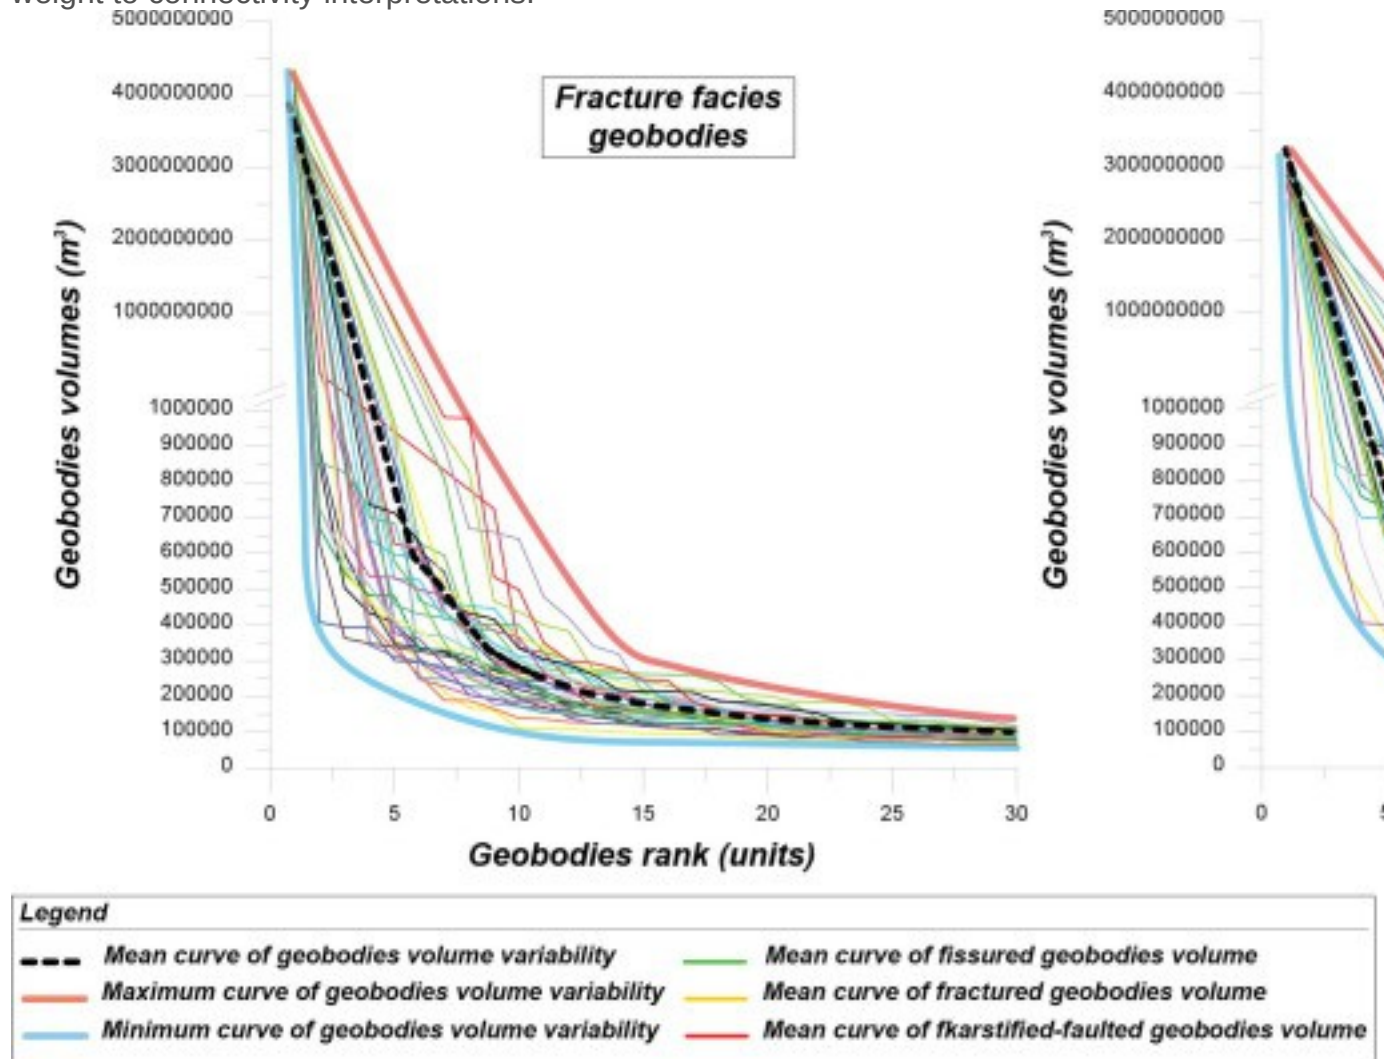 weight to connectivity interpretations.
5000000000
4000000000
3000000000
2000000000
1000000000
1000000
900000
800000
700000
600000
500000
400000
300000
200000
100000
0
Geobodies volumes (m³)
Fracture facies
geobodies
0 5 10 15 20 25 30
Geobodies rank (units)
5000000000
4000000000
3000000000
2000000000
1000000000
1000000
900000
800000
700000
600000
500000
400000
300000
200000
100000
0
Geobodies volumes (m³)
0
Legend
Mean curve of geobodies volume variability
Maximum curve of geobodies volume variability
Minimum curve of geobodies volume variability
Mean curve of fissured geobodies volume
Mean curve of fractured geobodies volume
Mean curve of fkarstified-faulted geobodies volume